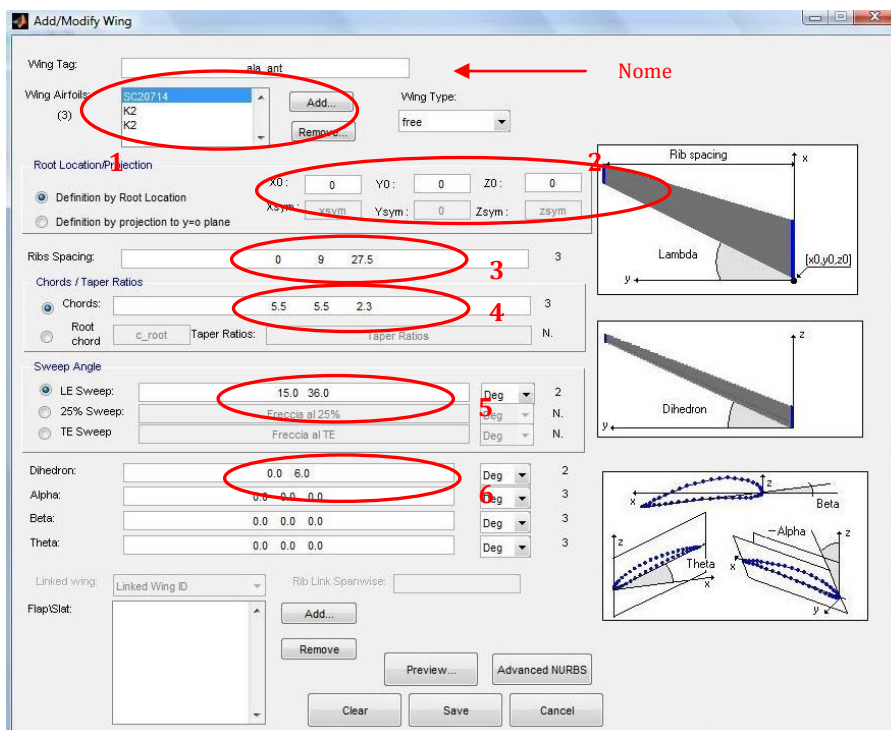 Add/Modify Wing
Wing Tag: ala_ant
Nome
Wing Airfoils: SC20714
(3) K2
K2
Add...
Remove...
Wing Type:
free
1
2
Root Location/Projection
Definition by Root Location
Definition by projection to y=o plane
X0: 0 Y0: 0 Z0: 0
Xsym: xsym Ysym: 0 Zsym: zsym
Ribs Spacing: 0 9 27.5 3
3
Chords / Taper Ratios
Chords: 5.5 5.5 2.3 3
4
Root chord c_root Taper Ratios: Taper Ratios N.
Sweep Angle
LE Sweep: 15.0 36.0 Deg 2
25% Sweep: Freccia al 25% Deg N.
5
TE Sweep Freccia al TE Deg N.
Dihedron: 0.0 6.0 Deg 2
6
Alpha: 0.0 0.0 0.0 Deg 3
Beta: 0.0 0.0 0.0 Deg 3
Theta: 0.0 0.0 0.0 Deg 3
Linked wing: Linked Wing ID Rib Link Spanwise:
Flap\Slat:
Add...
Remove
Preview...
Advanced NURBS
Clear
Save
Cancel
Rib spacing
x
Lambda
[x0,y0,z0]
y
z
Dihedron
y
z
x
Beta
z
Theta
x
-Alpha
z
x
y